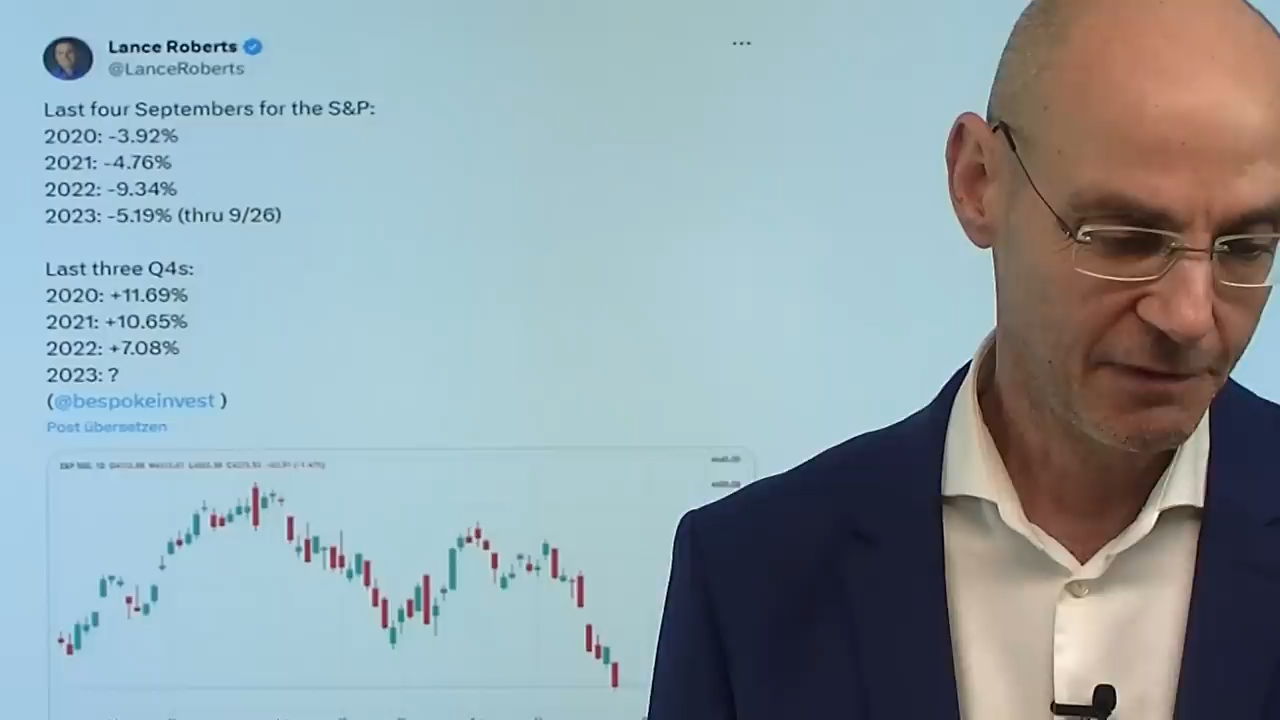 Lance Roberts
@LanceRoberts
...
Last four Septembers for the S&P:
2020: -3.92%
2021: -4.76%
2022: -9.34%
2023: -5.19% (thru 9/26)
Last three Q4s:
2020: +11.69%
2021: +10.65%
2022: +7.08%
2023: ?
(@bespokeinvest )
Post übersetzen